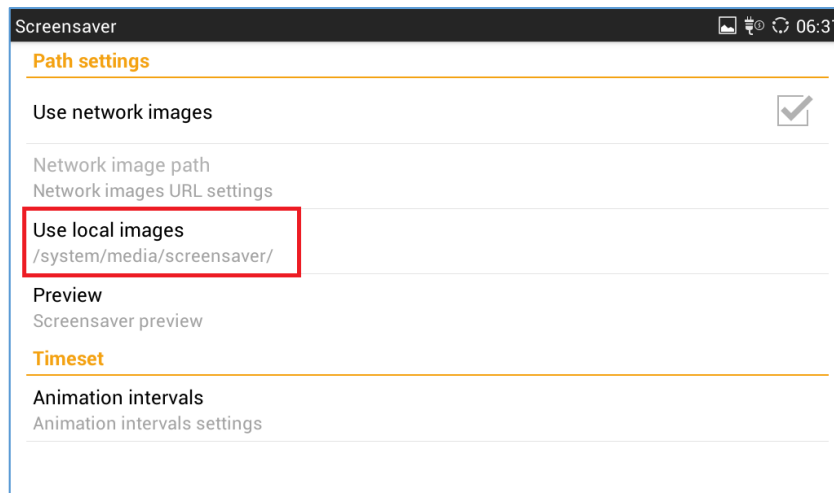 Screensaver 06:37
Path settings
Use network images
Network image path
Network images URL settings
Use local images
/system/media/screensaver/
Preview
Screensaver preview
Timeset
Animation intervals
Animation intervals settings